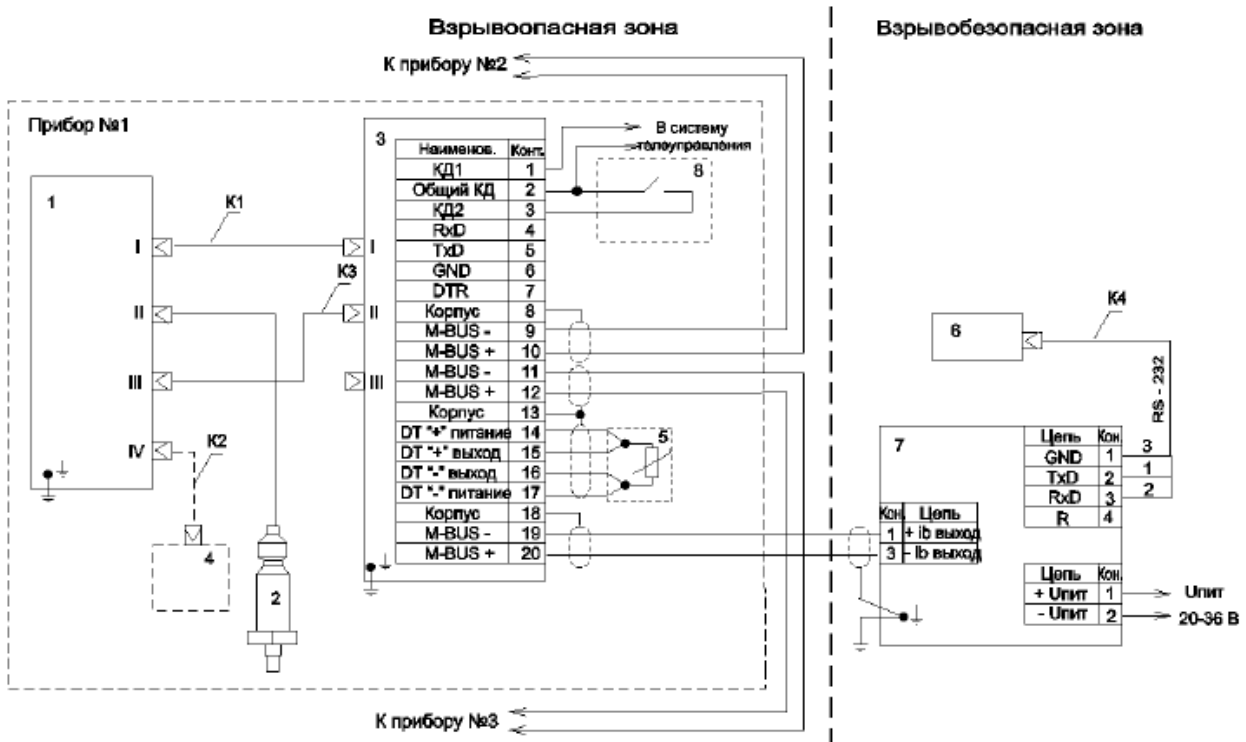 Взрывоопасная зона
Взрывобезопасная зона
К прибору №2
Прибор №1
3
В систему
телеуправления
Наименов. Конт.
КД1 1
Общий КД 2
КД2 3
RxD 4
TxD 5
GND 6
DTR 7
Корпус 8
M-BUS - 9
M-BUS + 10
M-BUS - 11
M-BUS + 12
Корпус 13
DT "+" питание 14
DT "+" выход 15
DT "-" выход 16
DT "-" питание 17
Корпус 18
M-BUS - 19
M-BUS + 20
8
1
К1
I
I
К3
II
II
III
III
IV
К2
4
2
5
6
К4
RS - 232
7
Цепь Кон.
GND 1
TxD 2
RxD 3
R 4
3
1
2
Кон. Цепь
1 + ib выход
3 - ib выход
Цепь Кон.
+ Uпит 1
- Uпит 2
Uпит
20-36 В
К прибору №3